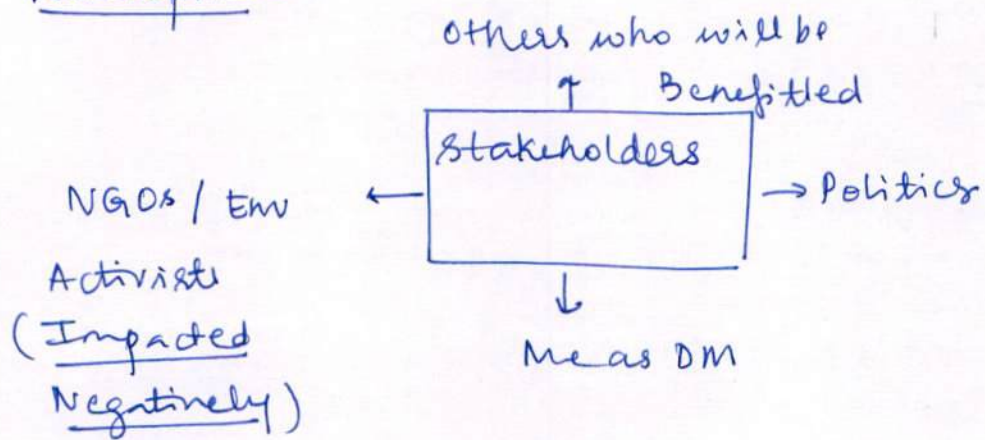 Others who will be
Benefitted
Stakeholders
NGOs / Env
Activists
(Impacted
Negatively)
→ Politics
Me as DM